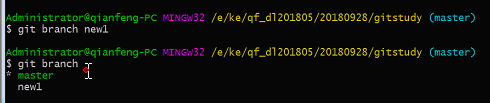 Administrator@qianfeng-PC MINGW32 /e/ke/qf_dl201805/20180928/gitstudy (master)
$ git branch new1
Administrator@qianfeng-PC MINGW32 /e/ke/qf_dl201805/20180928/gitstudy (master)
$ git branch
* master
new1